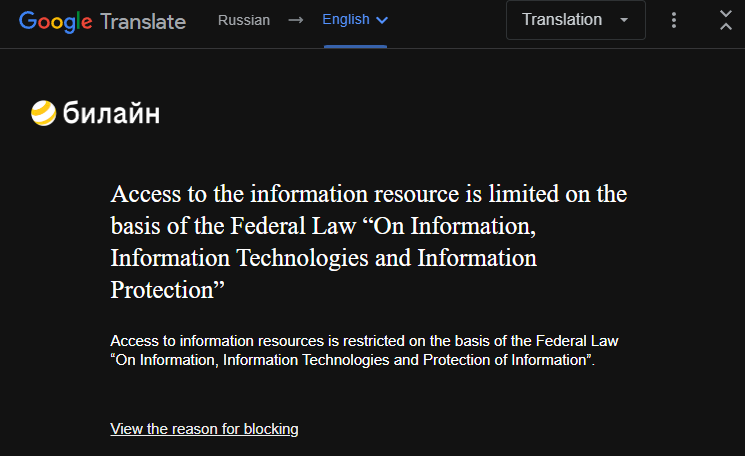 Google Translate Russian → English Translation
билайн
Access to the information resource is limited on the
basis of the Federal Law “On Information,
Information Technologies and Information
Protection”
Access to information resources is restricted on the basis of the Federal Law
“On Information, Information Technologies and Protection of Information”.
View the reason for blocking